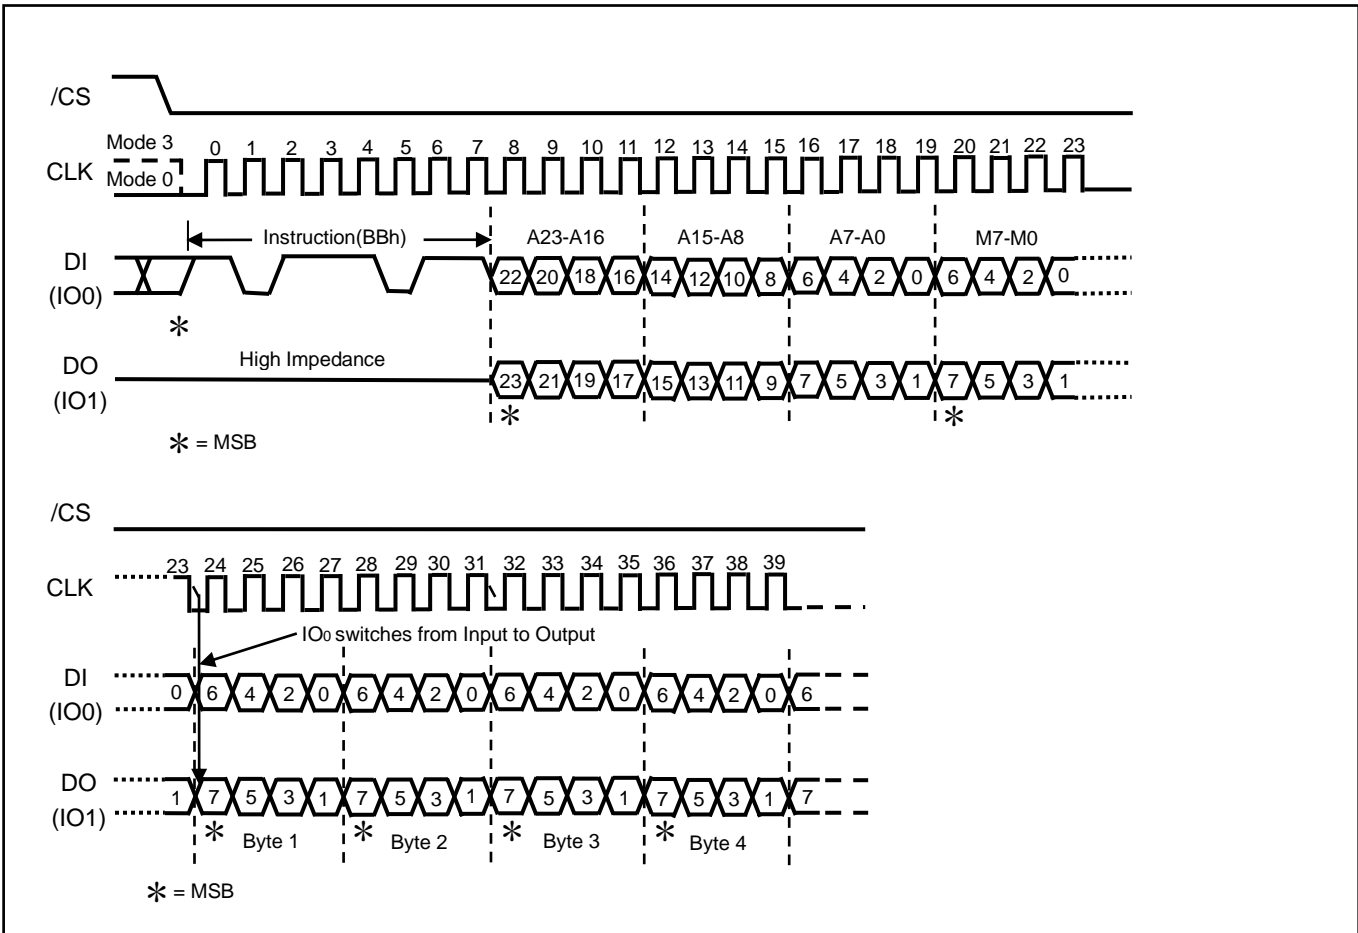 /CS
Mode 3
CLK
Mode 0
0 1 2 3 4 5 6 7 8 9 10 11 12 13 14 15 16 17 18 19 20 21 22 23
Instruction(BBh) A23-A16 A15-A8 A7-A0 M7-M0
DI
(IO0)
22 20 18 16 14 12 10 8 6 4 2 0 6 4 2 0
*
High Impedance
DO
(IO1)
23 21 19 17 15 13 11 9 7 5 3 1 7 5 3 1
* *
* = MSB
/CS
23 24 25 26 27 28 29 30 31 32 33 34 35 36 37 38 39
CLK
IO0 switches from Input to Output
DI
(IO0)
0 6 4 2 0 6 4 2 0 6 4 2 0 6 4 2 0 6
DO
(IO1)
1 7 5 3 1 7 5 3 1 7 5 3 1 7 5 3 1 7
* Byte 1 * Byte 2 * Byte 3 * Byte 4
* = MSB